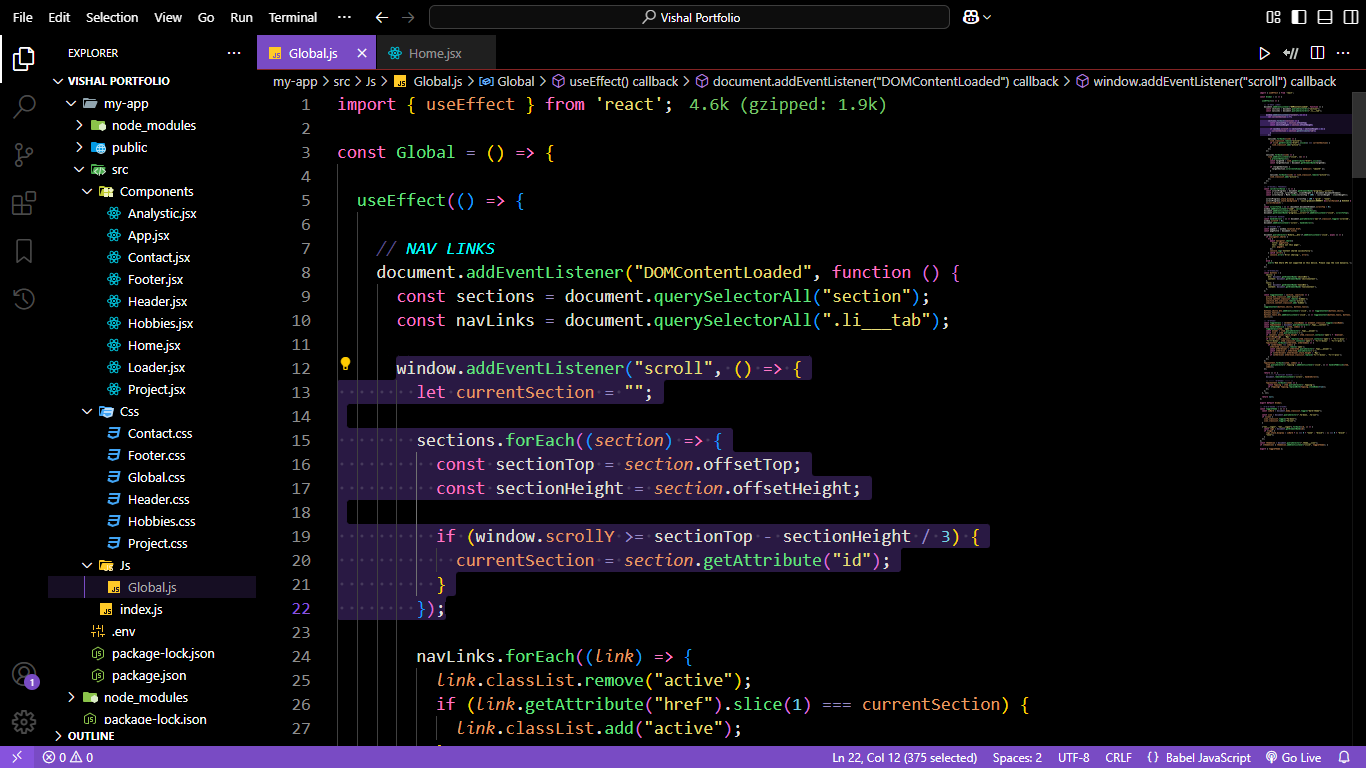 File Edit Selection View Go Run Terminal ··· Vishal Portfolio
EXPLORER ···
VISHAL PORTFOLIO
my-app
node_modules
public
src
Components
Analystic.jsx
App.jsx
Contact.jsx
Footer.jsx
Header.jsx
Hobbies.jsx
Home.jsx
Loader.jsx
Project.jsx
Css
Contact.css
Footer.css
Global.css
Header.css
Hobbies.css
Project.css
Js
Global.js
index.js
.env
package-lock.json
package.json
node_modules
package-lock.json
OUTLINE
1
Global.js Home.jsx
my-app > src > Js > Global.js > Global > useEffect() callback > document.addEventListener("DOMContentLoaded") callback > window.addEventListener("scroll") callback
1 import { useEffect } from 'react'; 4.6k (gzipped: 1.9k)
2
3 const Global = () => {
4
5 useEffect(() => {
6
7 // NAV LINKS
8 document.addEventListener("DOMContentLoaded", function () {
9 const sections = document.querySelectorAll("section");
10 const navLinks = document.querySelectorAll(".li___tab");
11
12 window.addEventListener("scroll", () => {
13 let currentSection = "";
14
15 sections.forEach((section) => {
16 const sectionTop = section.offsetTop;
17 const sectionHeight = section.offsetHeight;
18
19 if (window.scrollY >= sectionTop - sectionHeight / 3) {
20 currentSection = section.getAttribute("id");
21 }
22 });
23
24 navLinks.forEach((link) => {
25 link.classList.remove("active");
26 if (link.getAttribute("href").slice(1) === currentSection) {
27 link.classList.add("active");
0 0 Ln 22, Col 12 (375 selected) Spaces: 2 UTF-8 CRLF {} Babel JavaScript Go Live